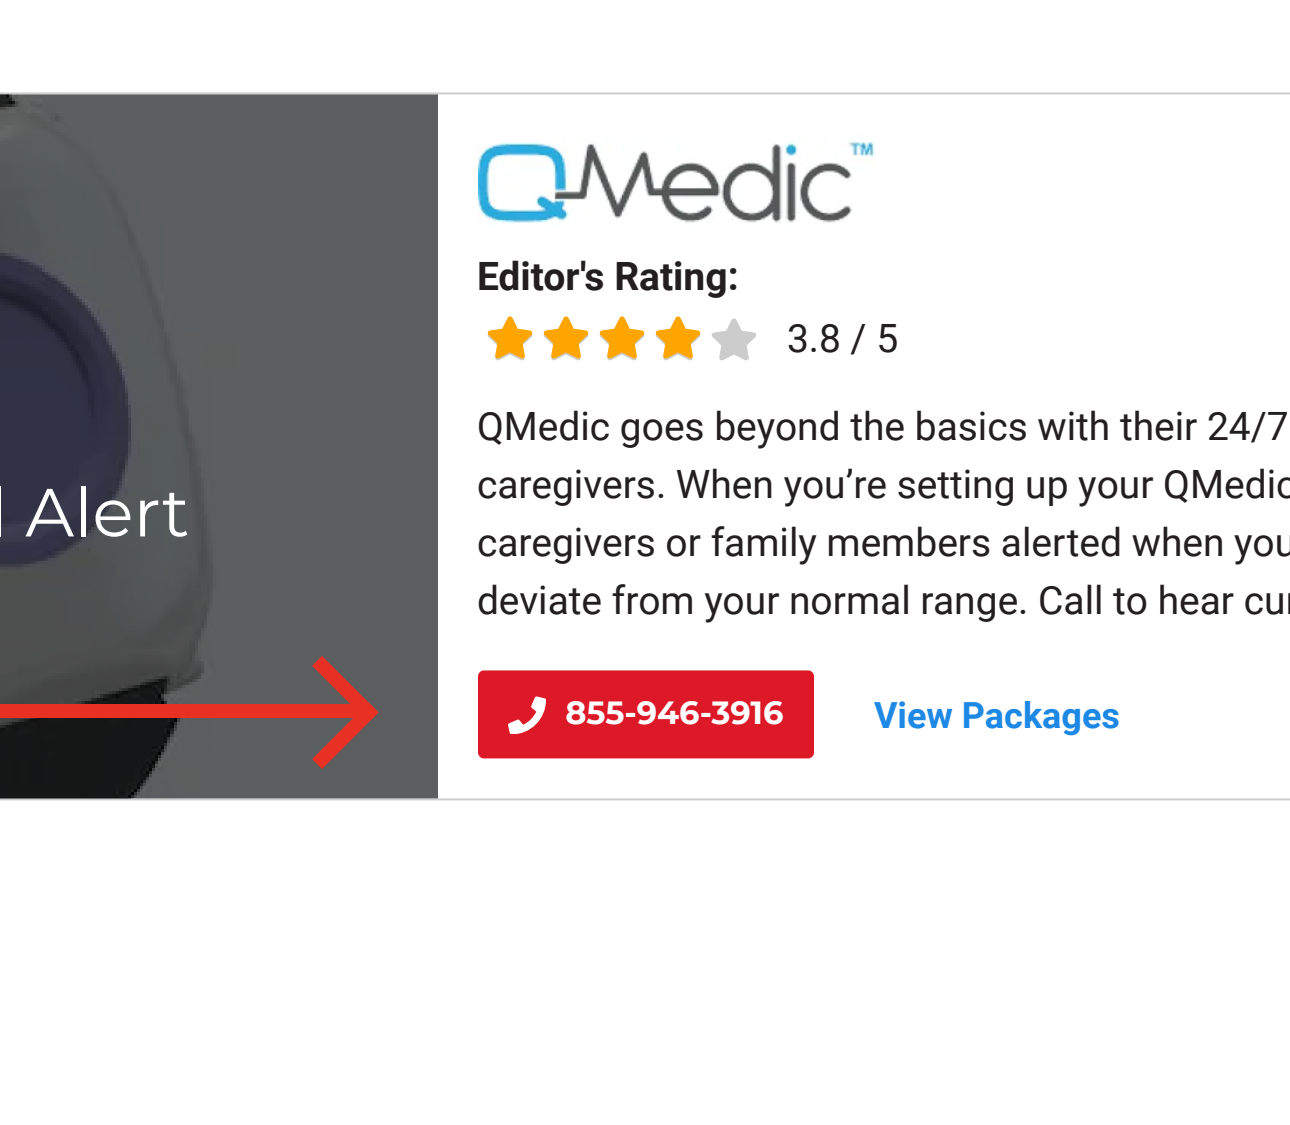 Alert
QMedic™
Editor's Rating:
3.8 / 5
QMedic goes beyond the basics with their 24/7
caregivers. When you’re setting up your QMedic
caregivers or family members alerted when you
deviate from your normal range. Call to hear cur
855-946-3916
View Packages